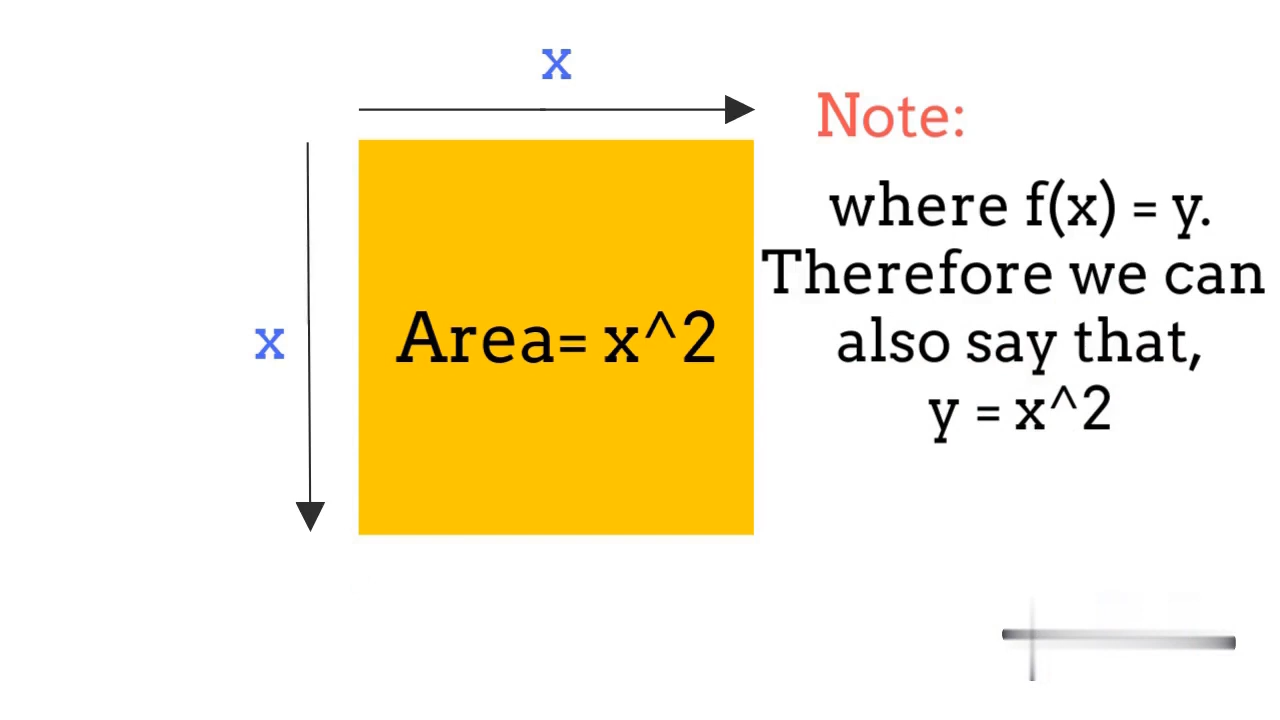 x
Note:
where f(x) = y.
Therefore we can
also say that,
y = x^2
x
Area= x^2